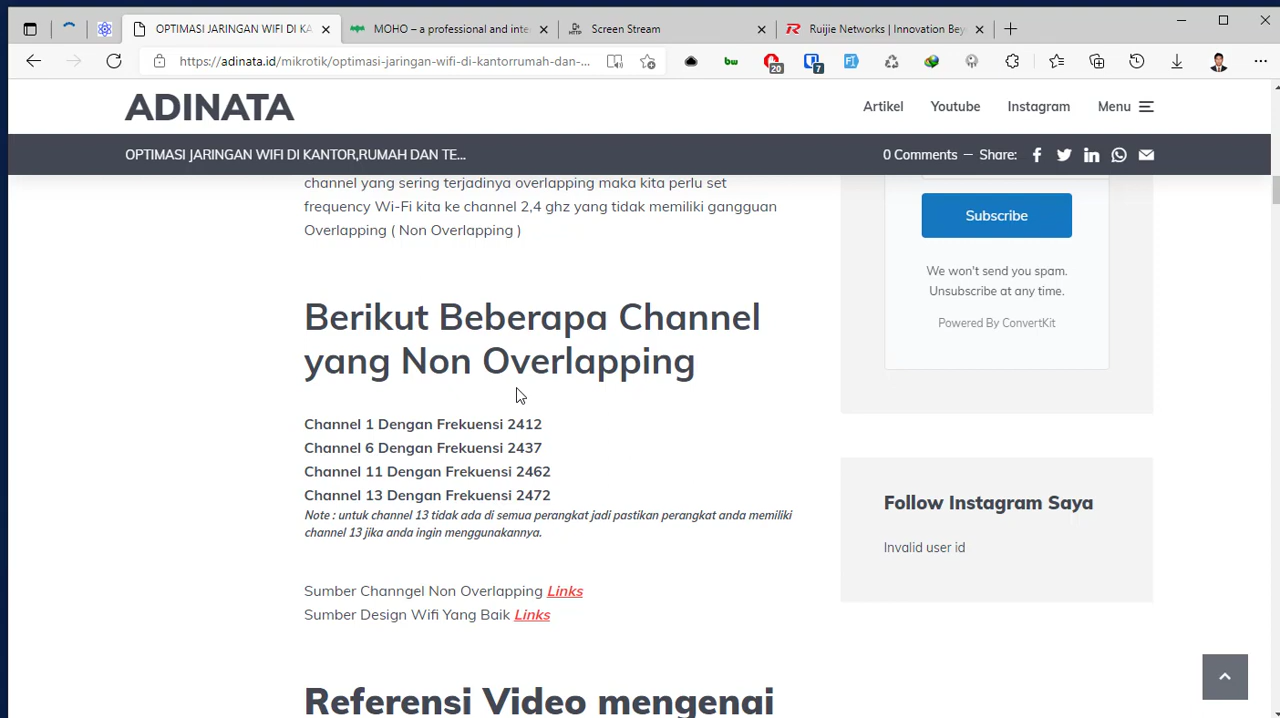 OPTIMASI JARINGAN WIFI DI KA
MOHO – a professional and inte
Screen Stream
Ruijie Networks | Innovation Bey
https://adinata.id/mikrotik/optimasi-jaringan-wifi-di-kantorrumah-dan-...
20
7
ADINATA
Artikel
Youtube
Instagram
Menu
OPTIMASI JARINGAN WIFI DI KANTOR,RUMAH DAN TE...
0 Comments — Share:
channel yang sering terjadinya overlapping maka kita perlu set
frequency Wi-Fi kita ke channel 2,4 ghz yang tidak memiliki gangguan
Overlapping ( Non Overlapping )
Berikut Beberapa Channel
yang Non Overlapping
Channel 1 Dengan Frekuensi 2412
Channel 6 Dengan Frekuensi 2437
Channel 11 Dengan Frekuensi 2462
Channel 13 Dengan Frekuensi 2472
Note : untuk channel 13 tidak ada di semua perangkat jadi pastikan perangkat anda memiliki
channel 13 jika anda ingin menggunakannya.
Sumber Channgel Non Overlapping Links
Sumber Design Wifi Yang Baik Links
Referensi Video mengenai
Subscribe
We won't send you spam.
Unsubscribe at any time.
Powered By ConvertKit
Follow Instagram Saya
Invalid user id